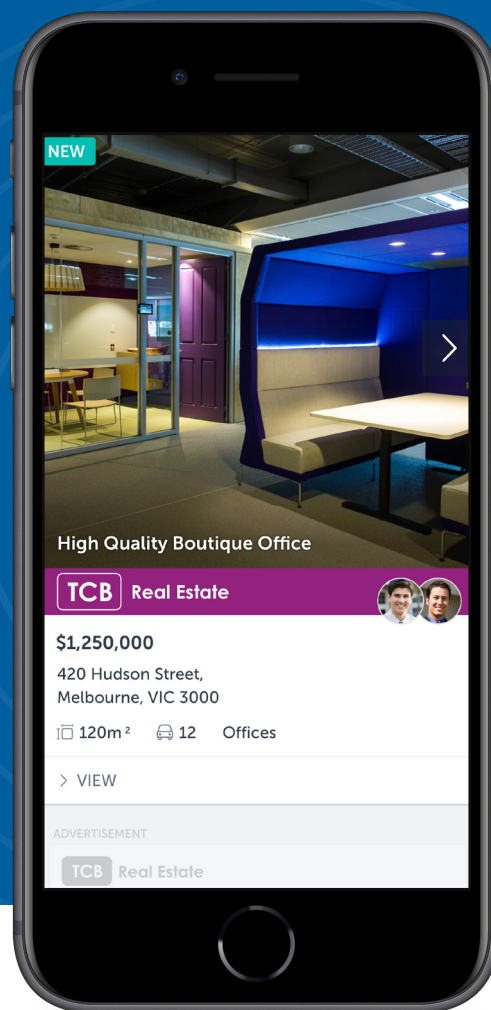 NEW
High Quality Boutique Office
TCB Real Estate
$1,250,000
420 Hudson Street,
Melbourne, VIC 3000
120m² 12 Offices
> VIEW
ADVERTISEMENT
TCB Real Estate